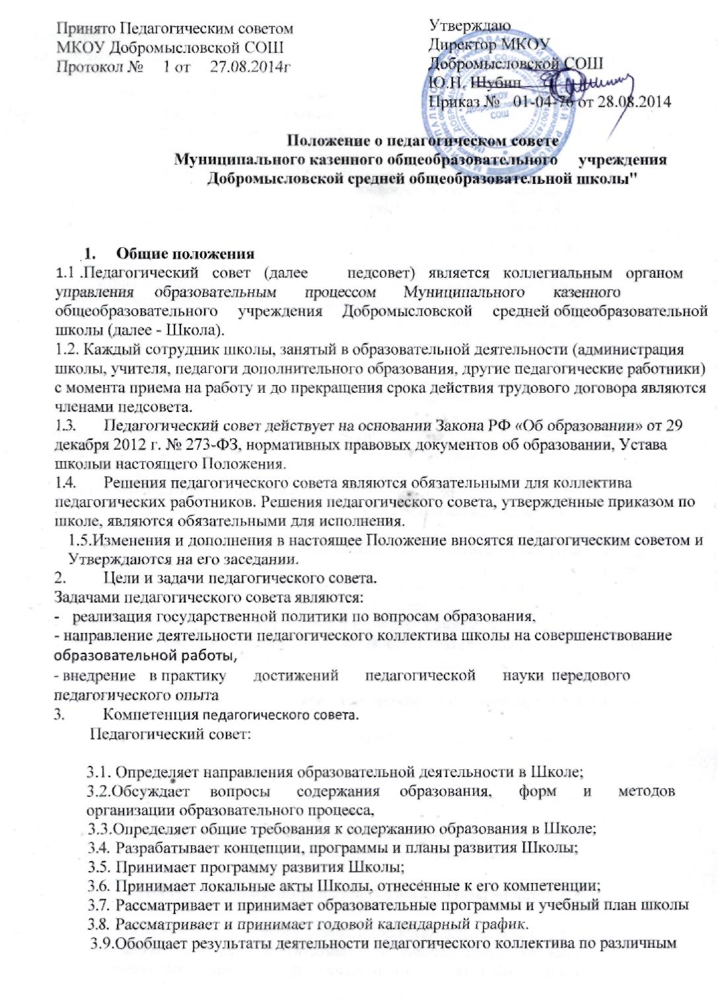 Принято Педагогическим советом
МКОУ Добромысловской СОШ
Протокол № 1 от 27.08.2014г
Утверждаю
Директор МКОУ
Добромысловской СОШ
Ю.Н. Шубин
Приказ № 01-04-76 от 28.08.2014
МКОУ
Добромысловская
СОШ
Положение о педагогическом совете
Муниципального казенного общеобразовательного учреждения
Добромысловской средней общеобразовательной школы"
1. Общие положения
1.1 .Педагогический совет (далее педсовет) является коллегиальным органом
управления образовательным процессом Муниципального казенного
общеобразовательного учреждения Добромысловской средней общеобразовательной
школы (далее - Школа).
1.2. Каждый сотрудник школы, занятый в образовательной деятельности (администрация
школы, учителя, педагоги дополнительного образования, другие педагогические работники)
с момента приема на работу и до прекращения срока действия трудового договора являются
членами педсовета.
1.3. Педагогический совет действует на основании Закона РФ «Об образовании» от 29
декабря 2012 г. № 273-ФЗ, нормативных правовых документов об образовании, Устава
школыи настоящего Положения.
1.4. Решения педагогического совета являются обязательными для коллектива
педагогических работников. Решения педагогического совета, утвержденные приказом по
школе, являются обязательными для исполнения.
1.5.Изменения и дополнения в настоящее Положение вносятся педагогическим советом и
Утверждаются на его заседании.
2. Цели и задачи педагогического совета.
Задачами педагогического совета являются:
- реализация государственной политики по вопросам образования,
- направление деятельности педагогического коллектива школы на совершенствование
образовательной работы,
- внедрение в практику достижений педагогической науки передового
педагогического опыта
3. Компетенция педагогического совета.
Педагогический совет:
3.1. Определяет направления образовательной деятельности в Школе;
3.2.Обсуждает вопросы содержания образования, форм и методов
организации образовательного процесса,
3.3.Определяет общие требования к содержанию образования в Школе;
3.4. Разрабатывает концепции, программы и планы развития Школы;
3.5. Принимает программу развития Школы;
3.6. Принимает локальные акты Школы, отнесенные к его компетенции;
3.7. Рассматривает и принимает образовательные программы и учебный план школы
3.8. Рассматривает и принимает годовой календарный график.
3.9.Обобщает результаты деятельности педагогического коллектива по различным